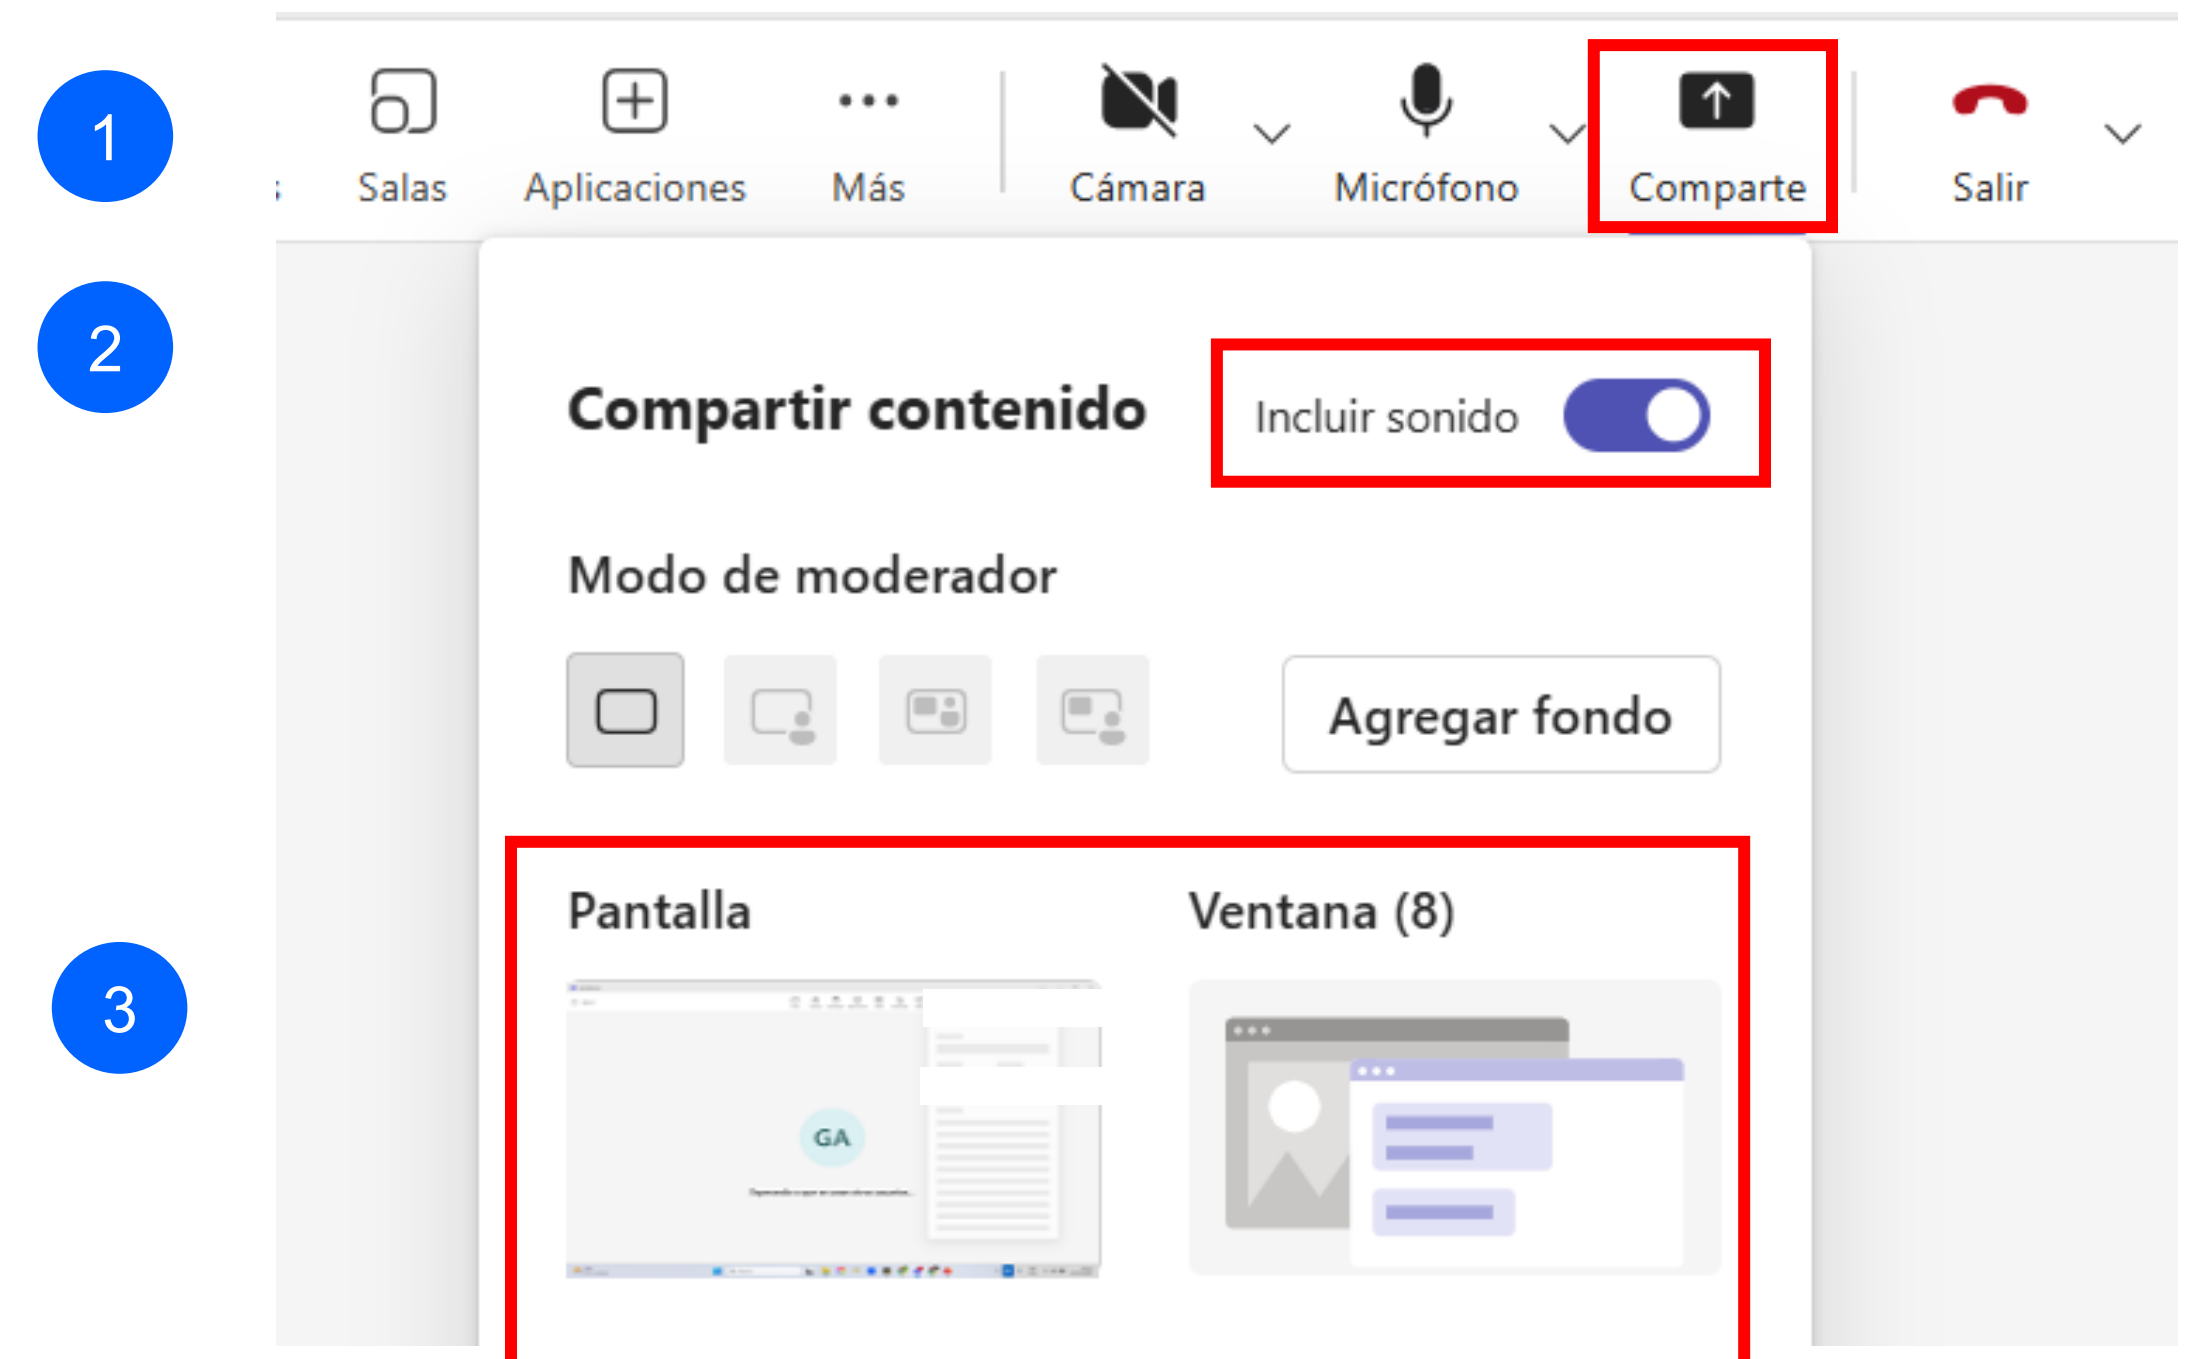 1
Salas Aplicaciones Más Cámara Micrófono Comparte Salir
2
Compartir contenido Incluir sonido
Modo de moderador
Agregar fondo
Pantalla Ventana (8)
3
GA